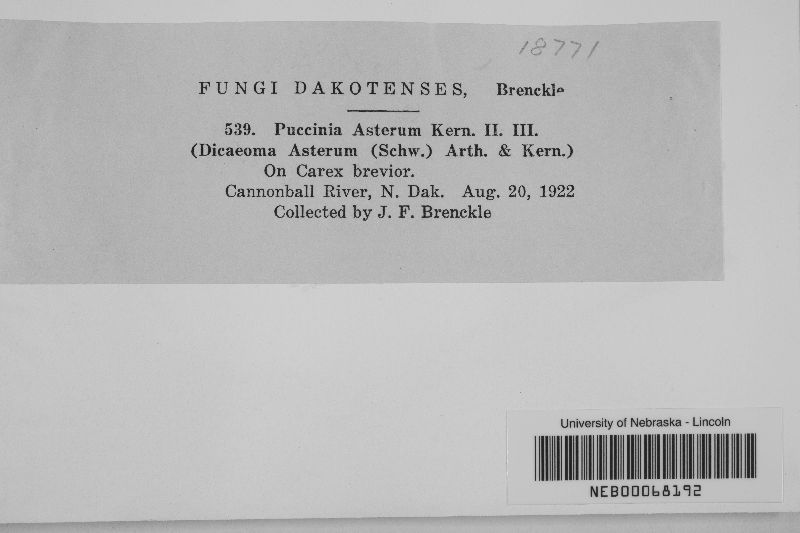 18771
FUNGI DAKOTENSES, Brenckle
539. Puccinia Asterum Kern. II. III.
(Dicaeoma Asterum (Schw.) Arth. & Kern.)
On Carex brevior.
Cannonball River, N. Dak. Aug. 20, 1922
Collected by J. F. Brenckle
University of Nebraska - Lincoln
NEB00068192